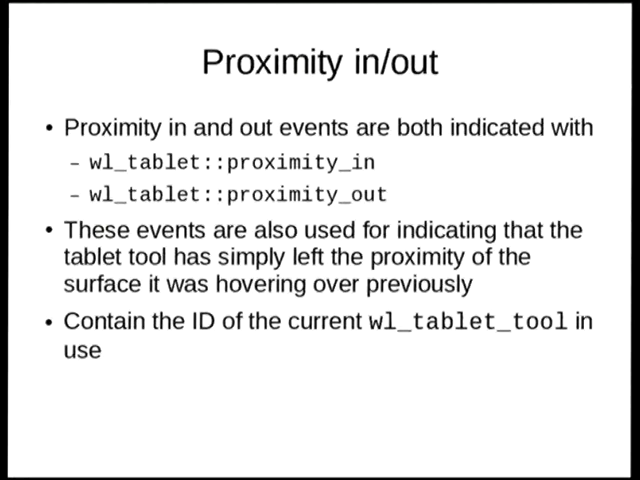 Proximity in/out
• Proximity in and out events are both indicated with
– wl_tablet::proximity_in
– wl_tablet::proximity_out
• These events are also used for indicating that the
tablet tool has simply left the proximity of the
surface it was hovering over previously
• Contain the ID of the current wl_tablet_tool in
use